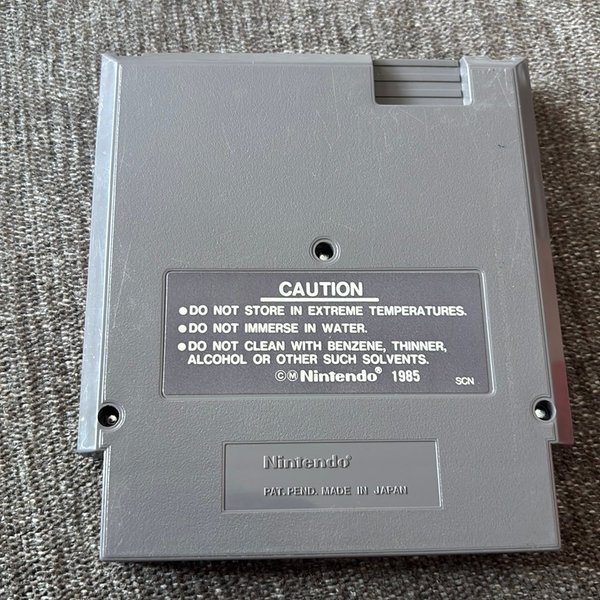 CAUTION
●DO NOT STORE IN EXTREME TEMPERATURES.
●DO NOT IMMERSE IN WATER.
●DO NOT CLEAN WITH BENZENE, THINNER,
ALCOHOL OR OTHER SUCH SOLVENTS.
©Ⓜ Nintendo® 1985 SCN
Nintendo®
PAT. PEND. MADE IN JAPAN